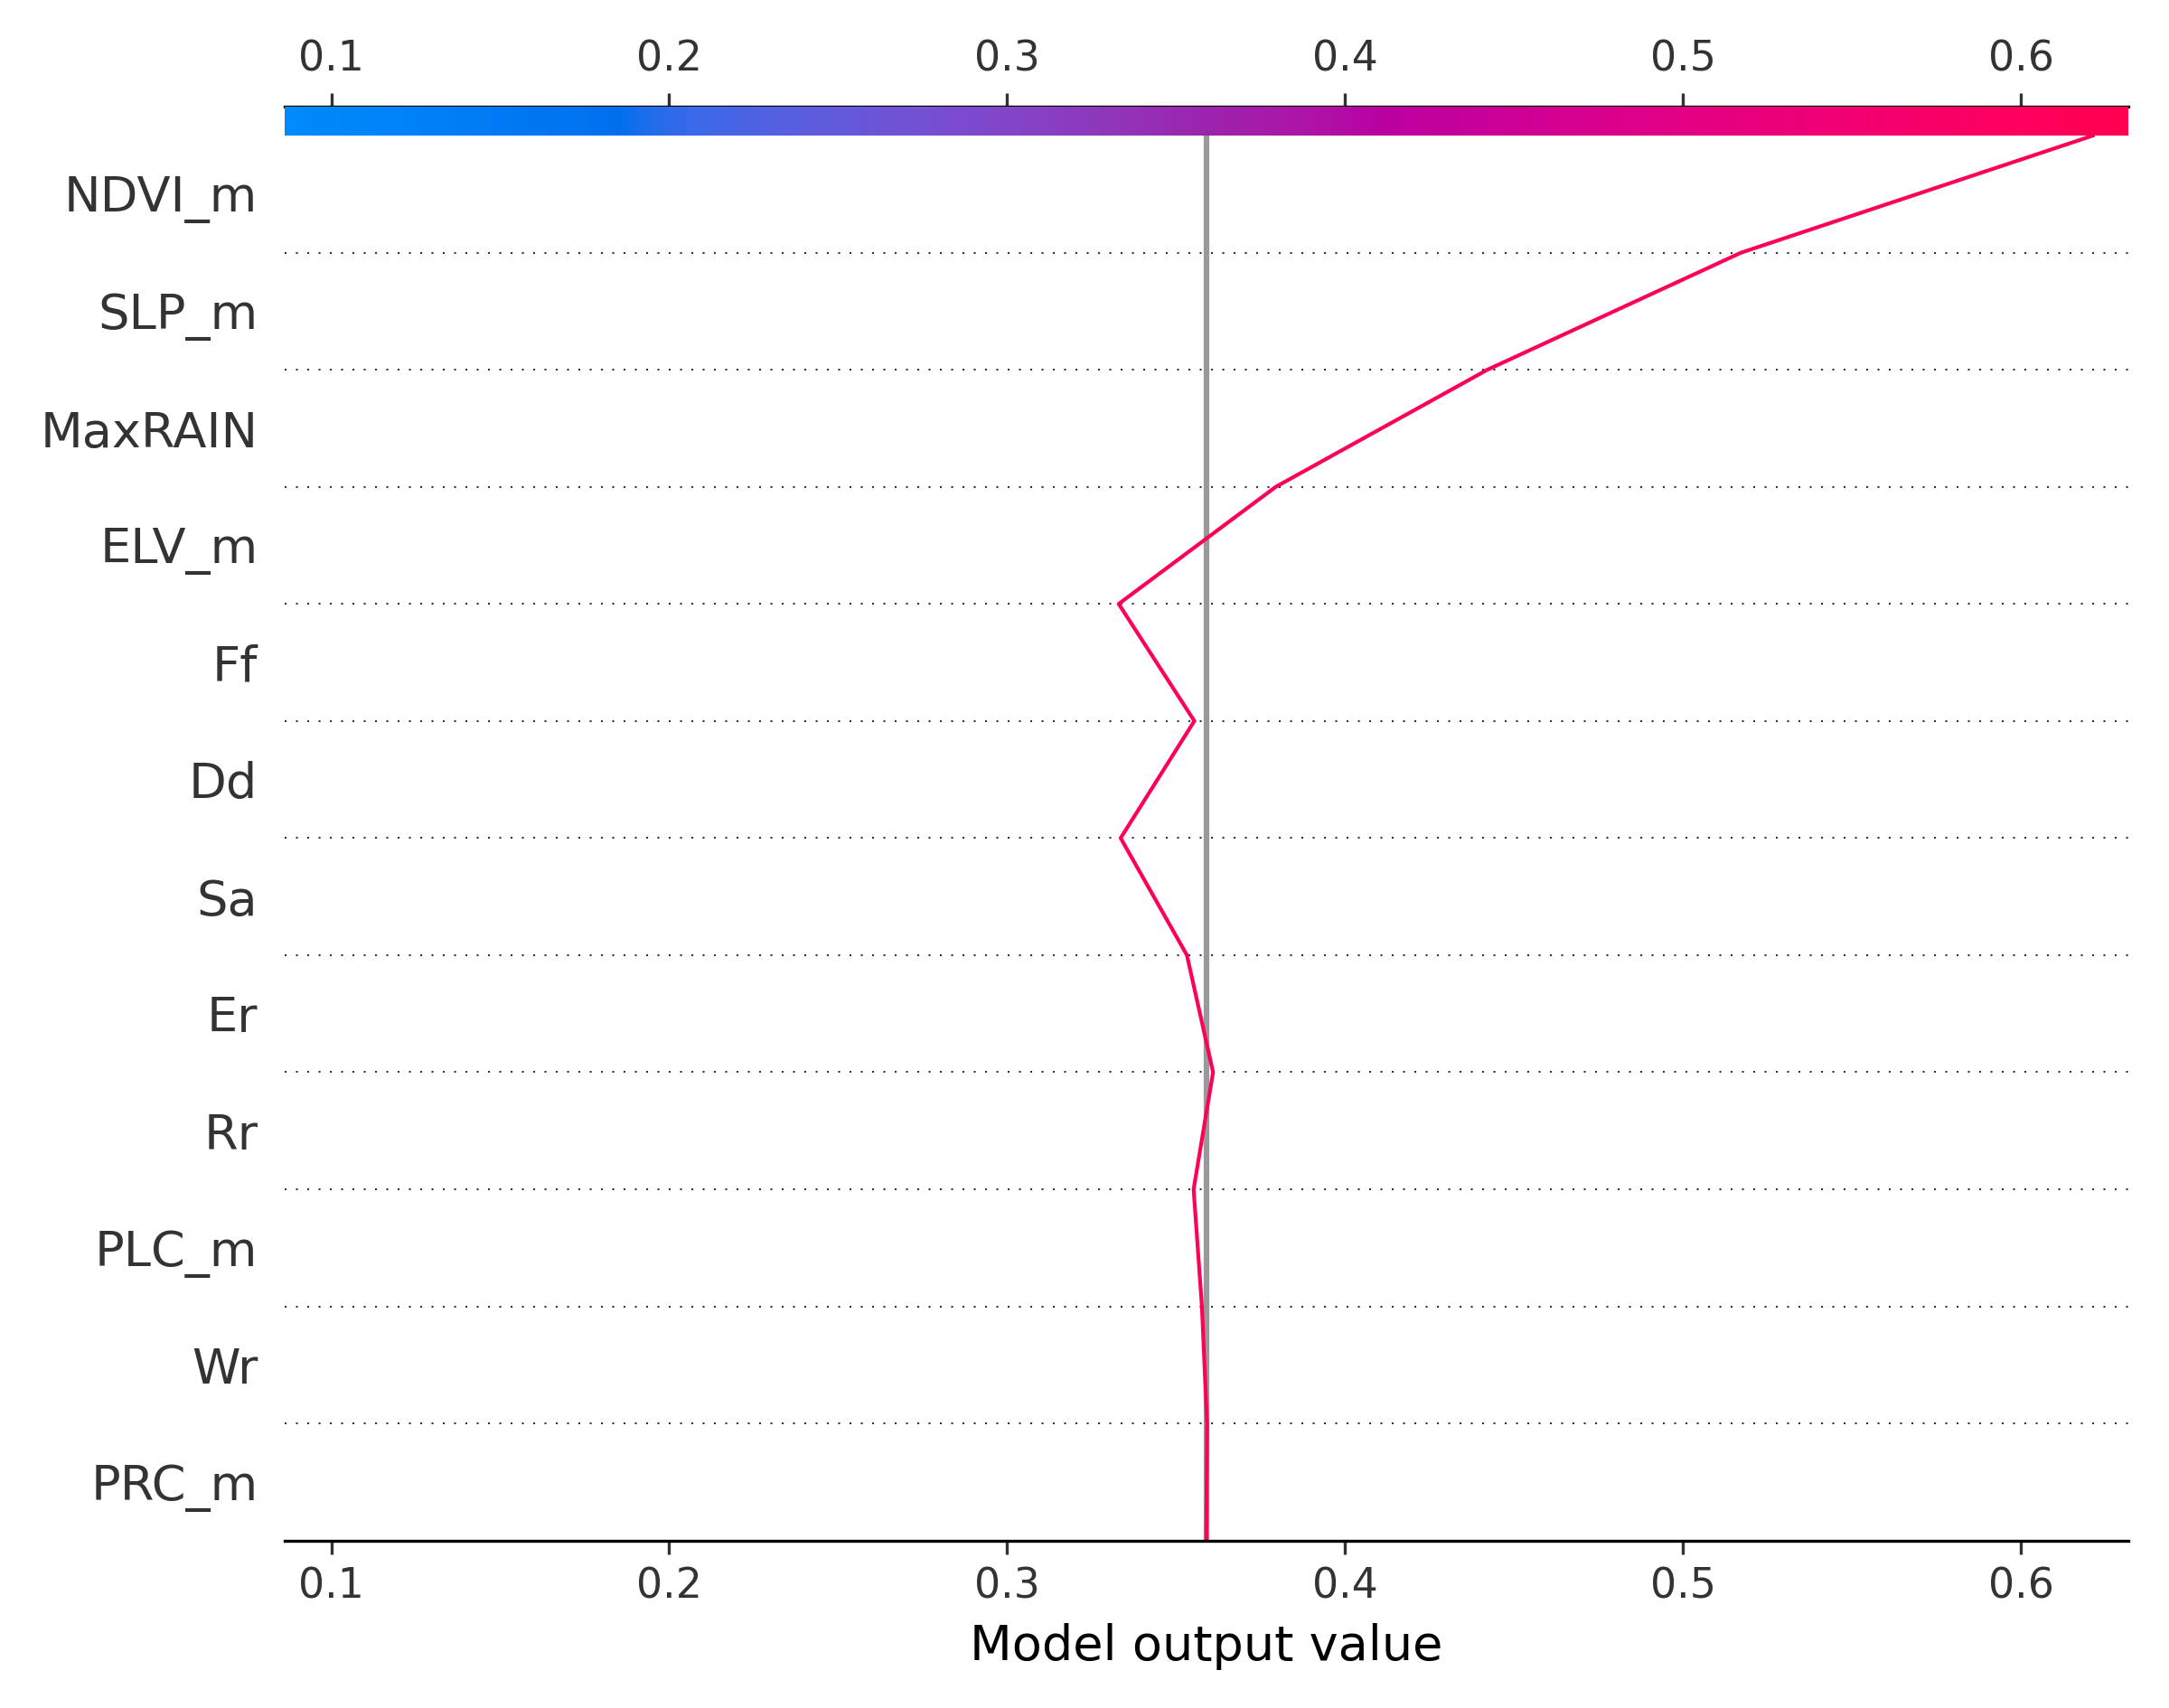 0.1 0.2 0.3 0.4 0.5 0.6
NDVI_m
SLP_m
MaxRAIN
ELV_m
Ff
Dd
Sa
Er
Rr
PLC_m
Wr
PRC_m
0.1 0.2 0.3 0.4 0.5 0.6
Model output value